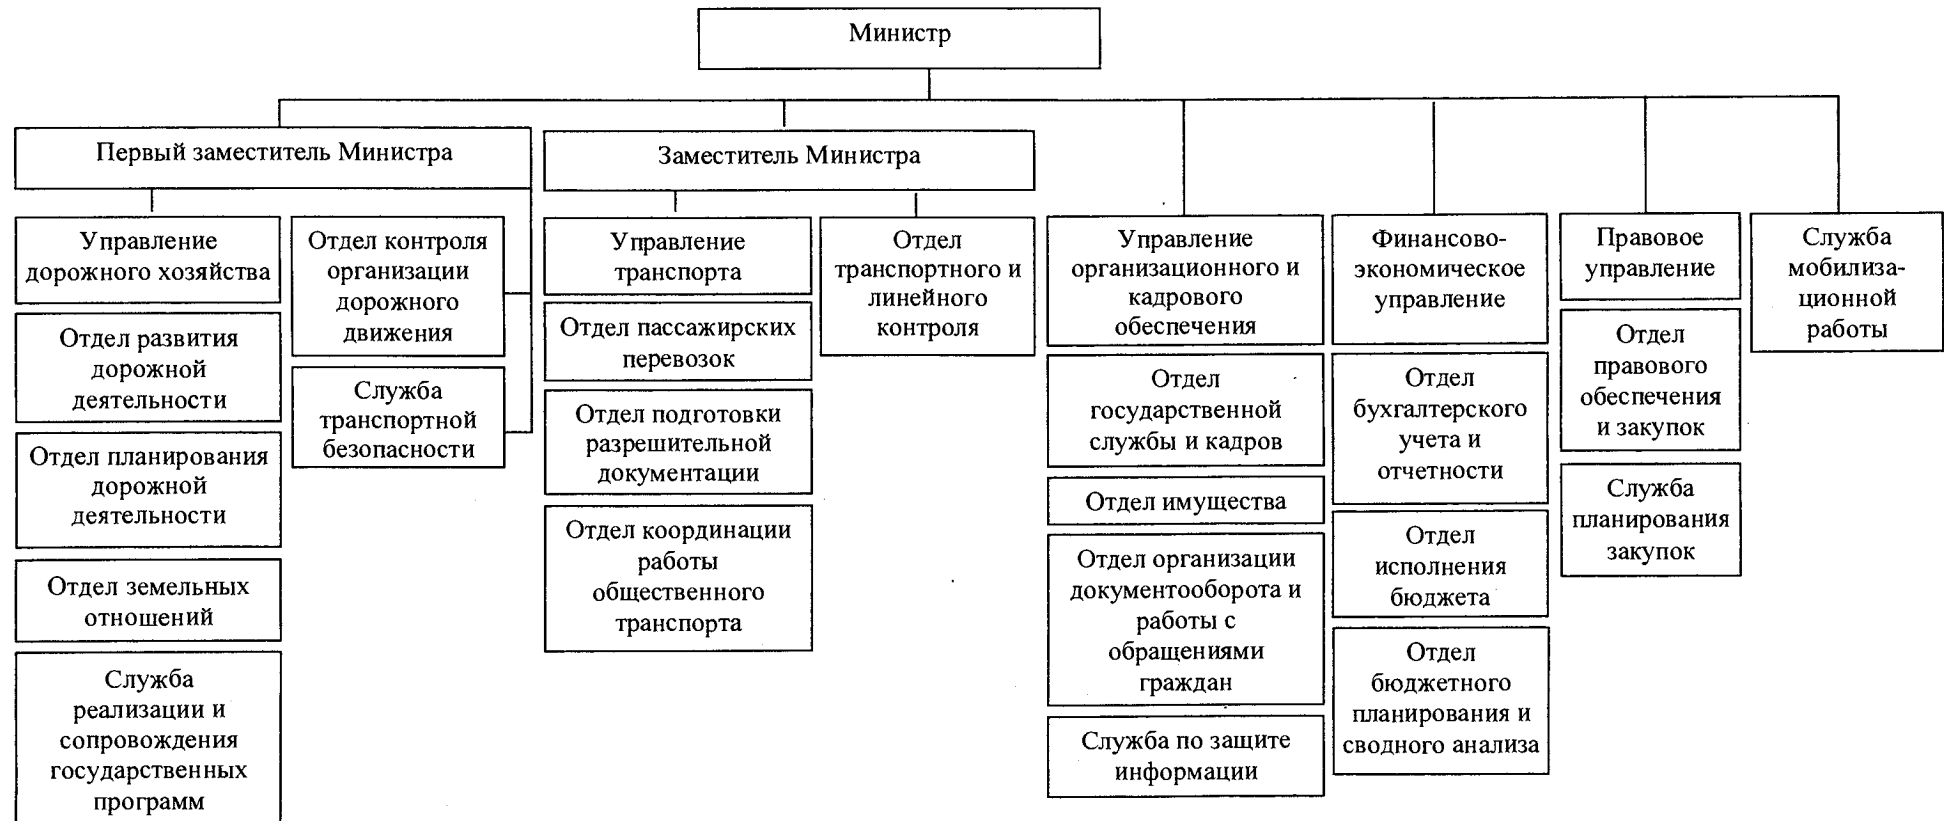 Министр
Первый заместитель Министра
Заместитель Министра
Управление
дорожного хозяйства
Отдел развития
дорожной
деятельности
Отдел планирования
дорожной
деятельности
Отдел земельных
отношений
Служба
реализации и
сопровождения
государственных
программ
Отдел контроля
организации
дорожного
движения
Служба
транспортной
безопасности
Управление
транспорта
Отдел пассажирских
перевозок
Отдел подготовки
разрешительной
документации
Отдел координации
работы
общественного
транспорта
Отдел
транспортного и
линейного
контроля
Управление
организационного и
кадрового
обеспечения
Отдел
государственной
службы и кадров
Отдел имущества
Отдел организации
документооборота и
работы с
обращениями
граждан
Служба по защите
информации
Финансово-
экономическое
управление
Отдел
бухгалтерского
учета и
отчетности
Отдел
исполнения
бюджета
Отдел
бюджетного
планирования и
сводного анализа
Правовое
управление
Отдел
правового
обеспечения
и закупок
Служба
планирования
закупок
Служба
мобилиза-
ционной
работы